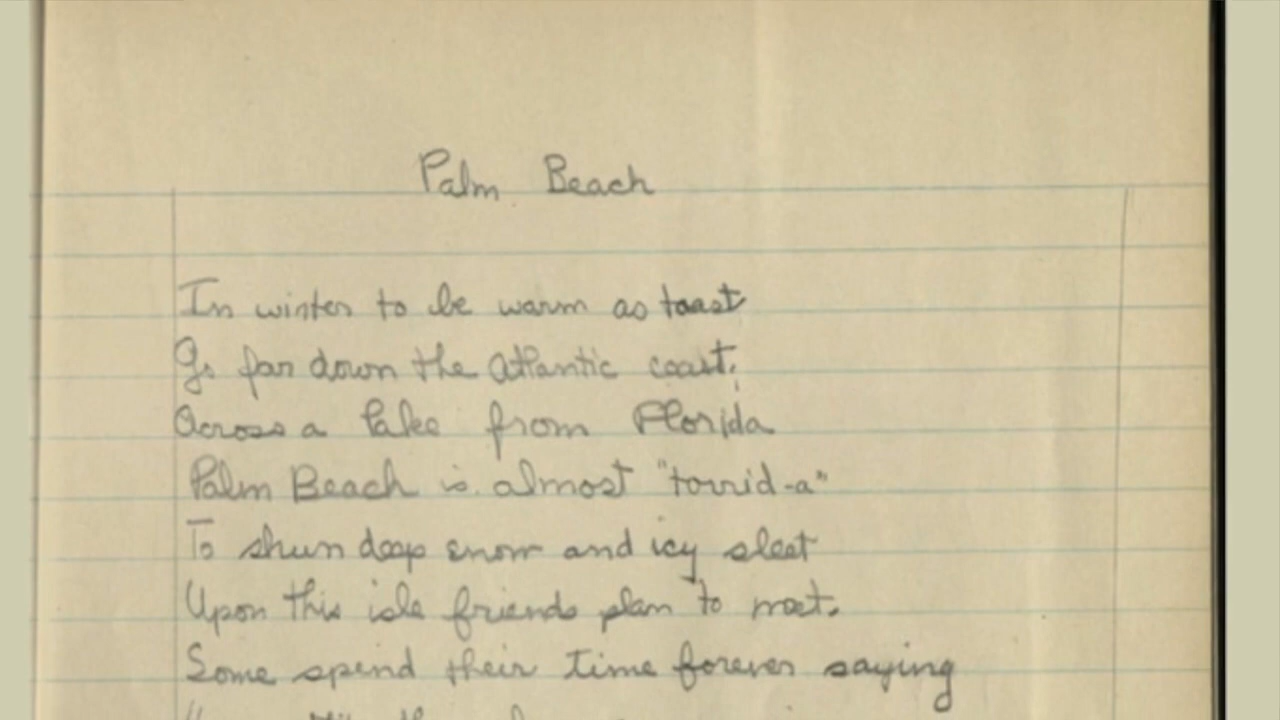 Palm Beach
In winter to be warm as toast
Go far down the Atlantic coast.
Across a lake from Florida
Palm Beach is almost "torrid-a"
To shun deep snow and icy sleet
Upon this isle friends plan to meet.
Some spend their time forever saying